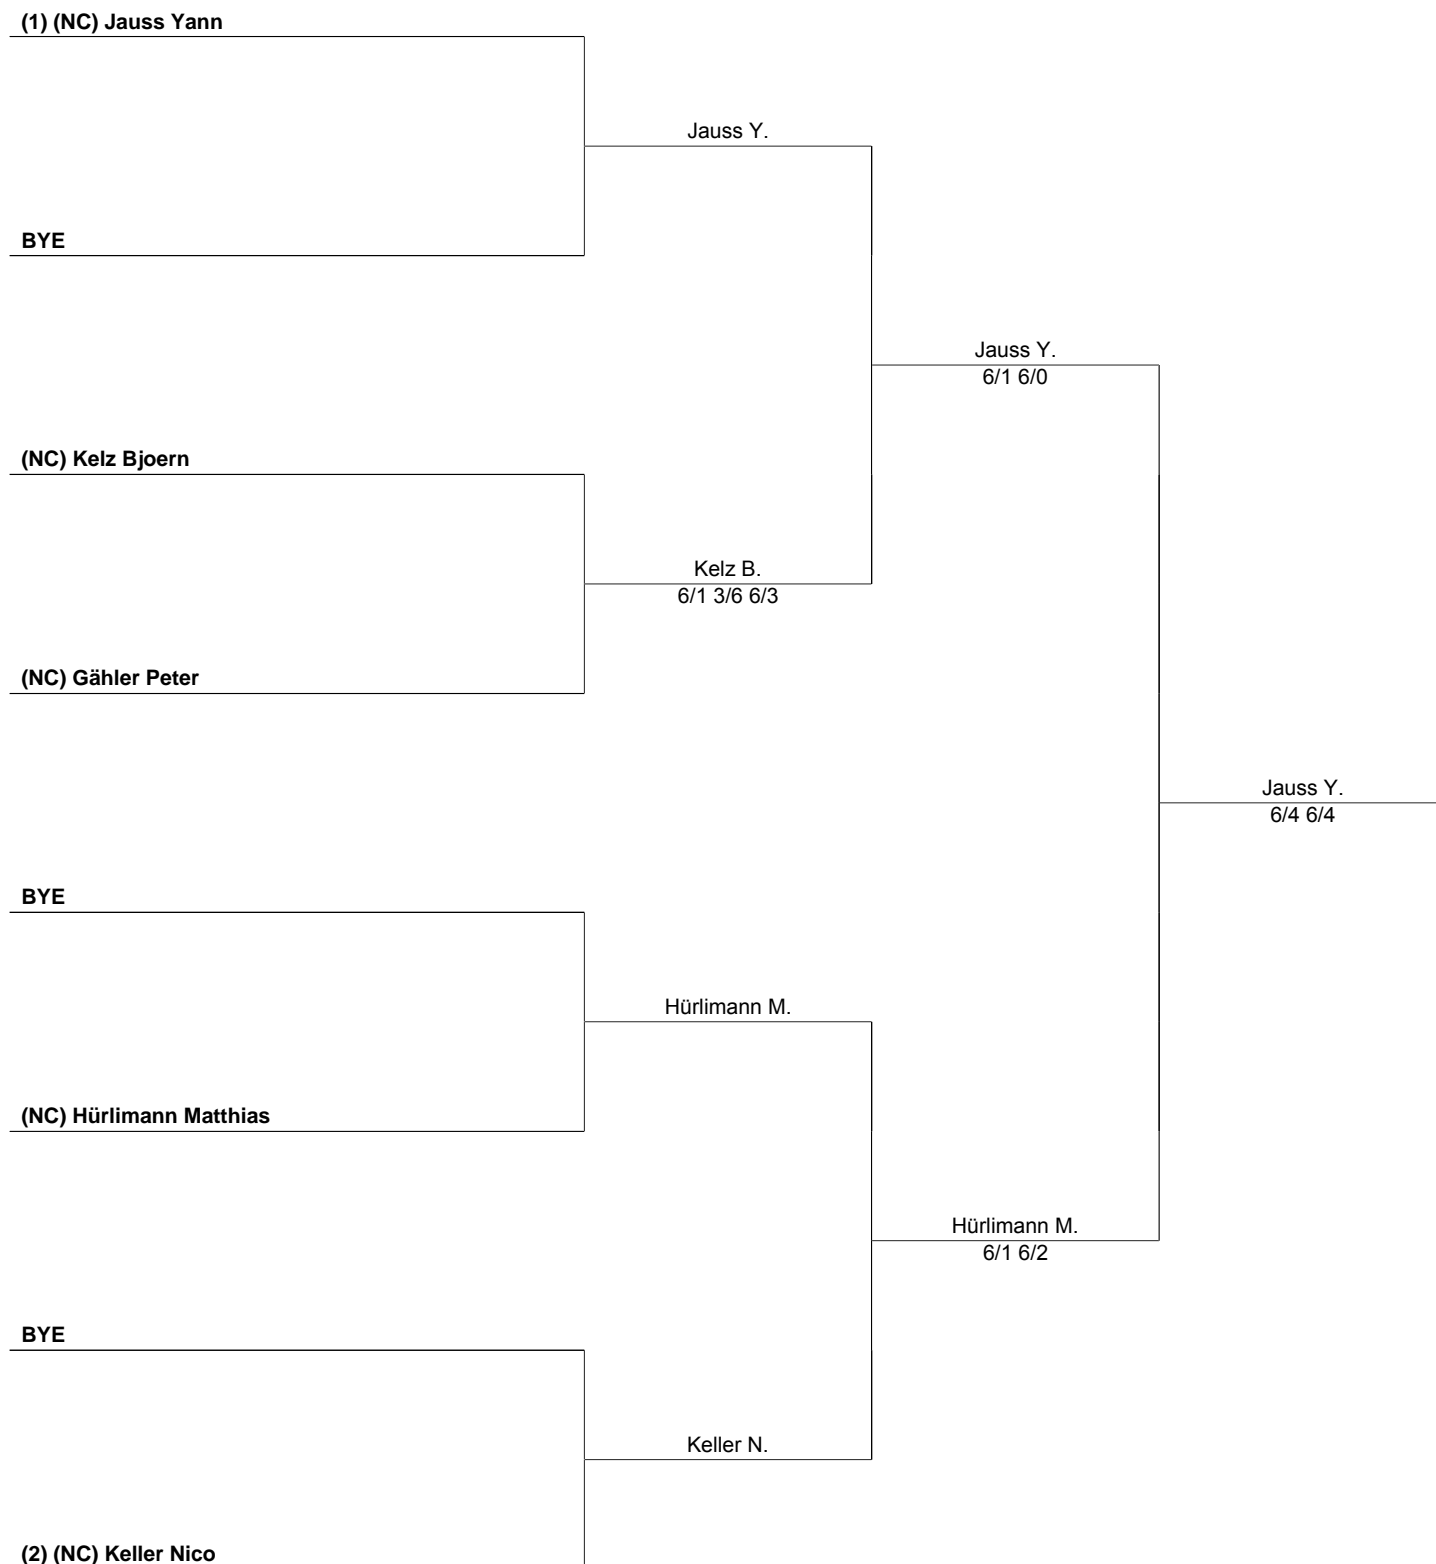 (1) (NC) Jauss Yann
Jauss Y.
BYE
Jauss Y.
6/1 6/0
(NC) Kelz Bjoern
Kelz B.
6/1 3/6 6/3
(NC) Gähler Peter
Jauss Y.
6/4 6/4
BYE
Hürlimann M.
(NC) Hürlimann Matthias
Hürlimann M.
6/1 6/2
BYE
Keller N.
(2) (NC) Keller Nico